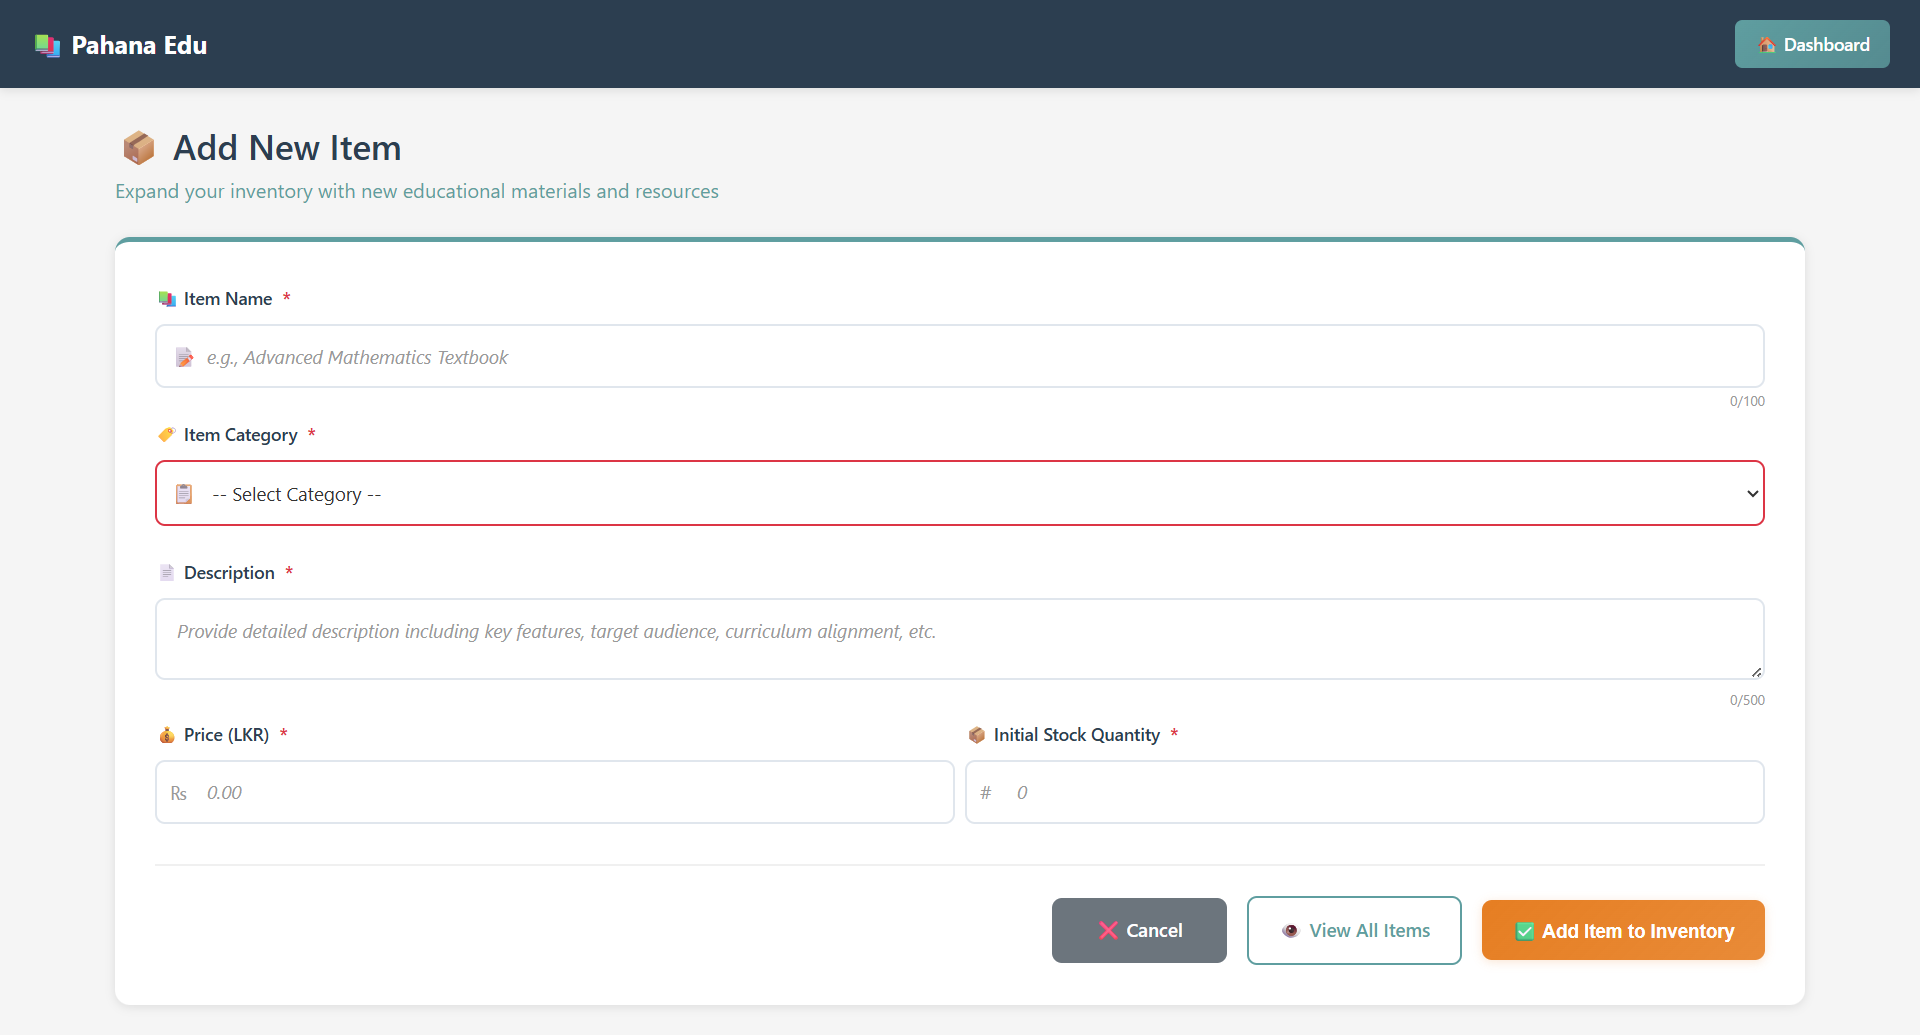 Pahana Edu
Dashboard
Add New Item
Expand your inventory with new educational materials and resources
Item Name *
e.g., Advanced Mathematics Textbook
0/100
Item Category *
-- Select Category --
Description *
Provide detailed description including key features, target audience, curriculum alignment, etc.
0/500
Price (LKR) *
Initial Stock Quantity *
₨ 0.00
# 0
Cancel
View All Items
Add Item to Inventory